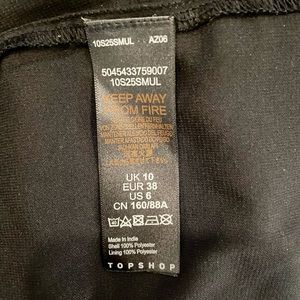 10S25SMUL AZ06
5045433759007
10S25SMUL
KEEP AWAY
FROM FIRE
UK 10
EUR 38
US 6
CN 160/88A
Made in India
Shell 100% Polyester
Lining 100% Polyester
TOPSHOP